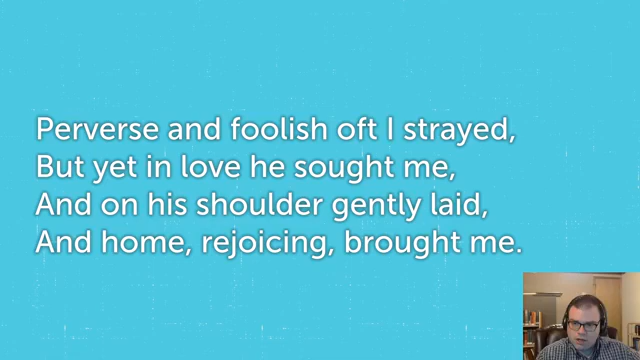 Perverse and foolish oft I strayed,
But yet in love he sought me,
And on his shoulder gently laid,
And home, rejoicing, brought me.